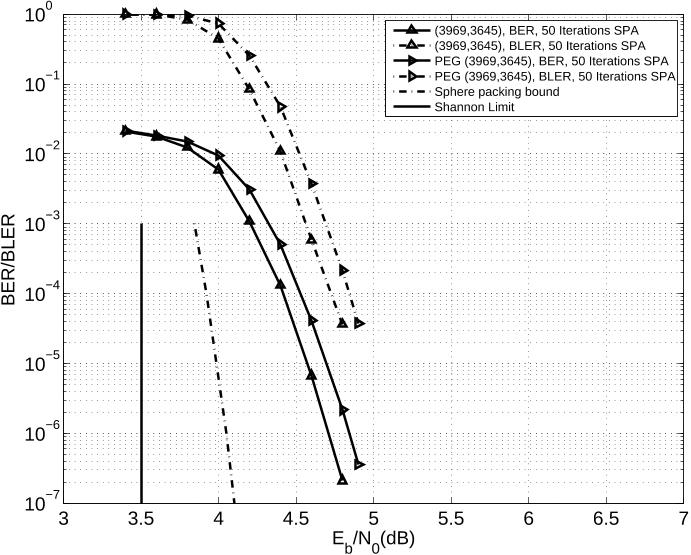 10^0
10^-1
10^-2
10^-3
10^-4
10^-5
10^-6
10^-7
BER/BLER
(3969,3645), BER, 50 Iterations SPA
(3969,3645), BLER, 50 Iterations SPA
PEG (3969,3645), BER, 50 Iterations SPA
PEG (3969,3645), BLER, 50 Iterations SPA
Sphere packing bound
Shannon Limit
3 3.5 4 4.5 5 5.5 6 6.5 7
E_b/N_0(dB)